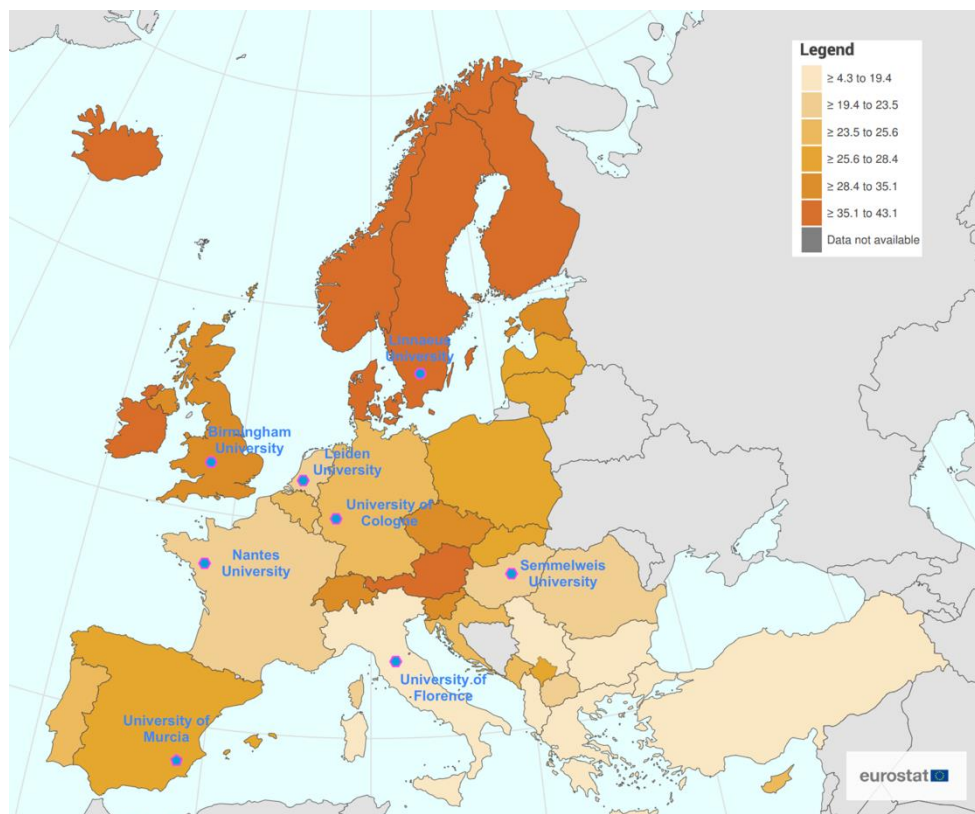 Legend
≥ 4.3 to 19.4
≥ 19.4 to 23.5
≥ 23.5 to 25.6
≥ 25.6 to 28.4
≥ 28.4 to 35.1
≥ 35.1 to 43.1
Data not available
Linnaeus
University
Birmingham
University
Leiden
University
University of
Cologne
Nantes
University
Semmelweis
University
University of
Florence
University of
Murcia
eurostat